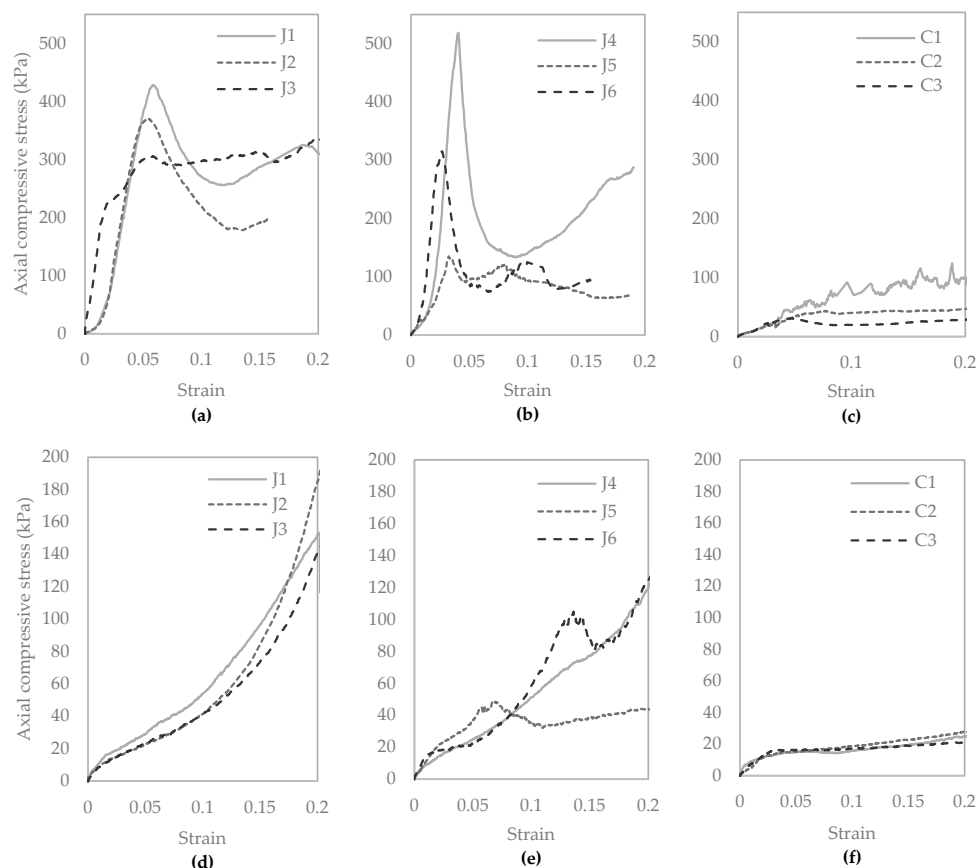 Axial compressive stress (kPa)
500
400
300
200
100
0
J1
J2
J3
0
0.05
0.1
0.15
0.2
Strain
(a)
500
400
300
200
100
0
J4
J5
J6
0
0.05
0.1
0.15
0.2
Strain
(b)
500
400
300
200
100
0
C1
C2
C3
0
0.1
0.2
Strain
(c)
Axial compressive stress (kPa)
200
180
160
140
120
100
80
60
40
20
0
J1
J2
J3
0
0.05
0.1
0.15
0.2
Strain
(d)
200
180
160
140
120
100
80
60
40
20
0
J4
J5
J6
0
0.05
0.1
0.15
0.2
Strain
(e)
200
180
160
140
120
100
80
60
40
20
0
C1
C2
C3
0
0.05
0.1
0.15
0.2
Strain
(f)